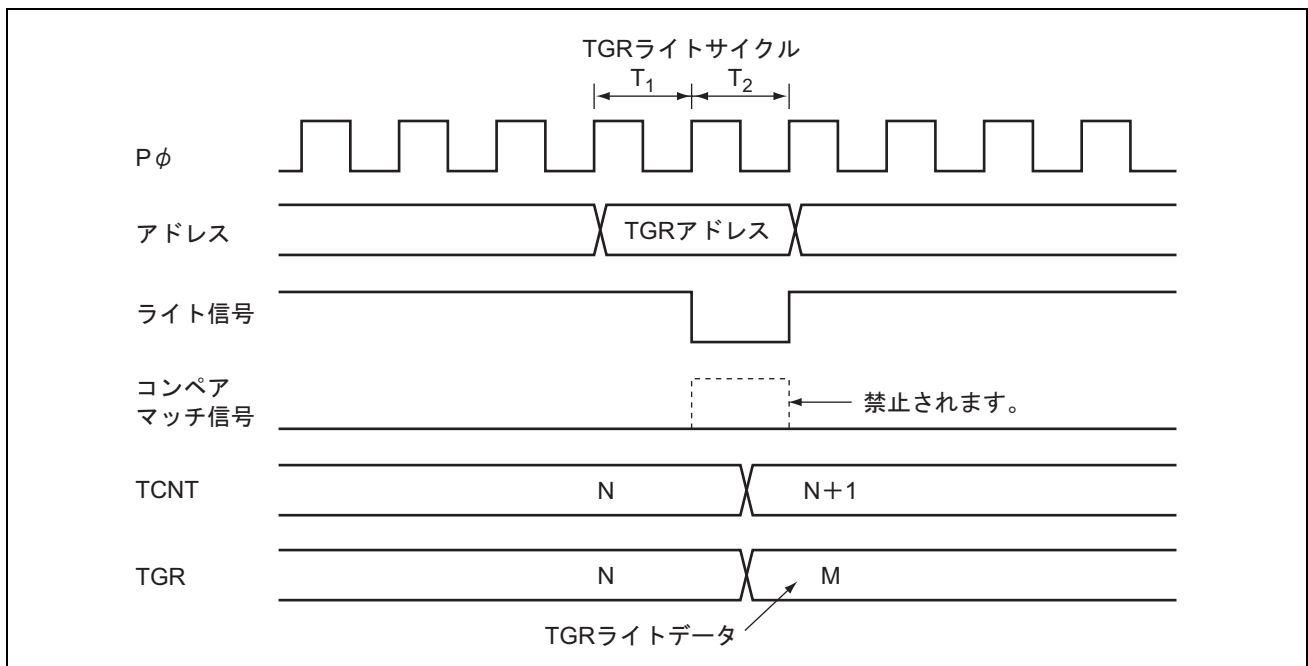 TGRライトサイクル
T1 T2
Pφ
アドレス TGRアドレス
ライト信号
コンペア
マッチ信号 禁止されます。
TCNT N N+1
TGR N M
TGRライトデータ